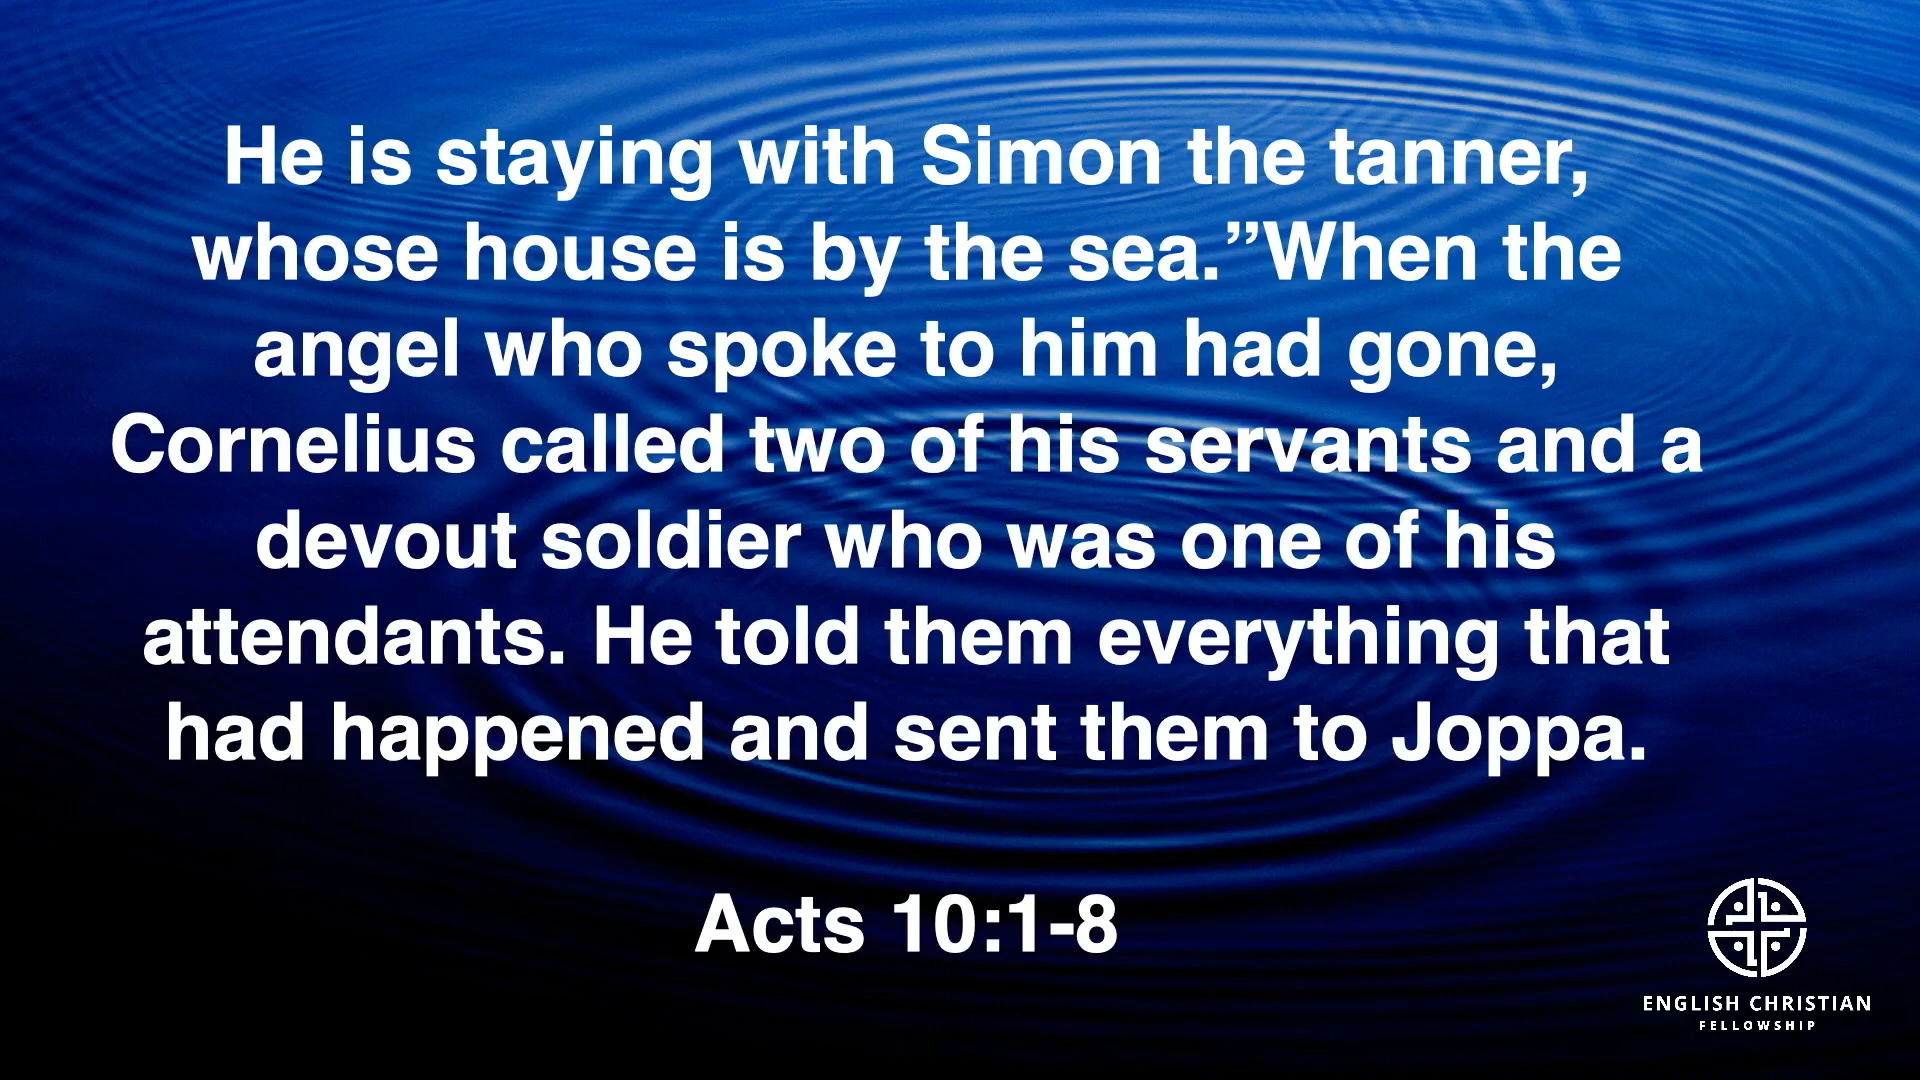 He is staying with Simon the tanner,
whose house is by the sea.”When the
angel who spoke to him had gone,
Cornelius called two of his servants and a
devout soldier who was one of his
attendants. He told them everything that
had happened and sent them to Joppa.
Acts 10:1-8
ENGLISH CHRISTIAN
FELLOWSHIP